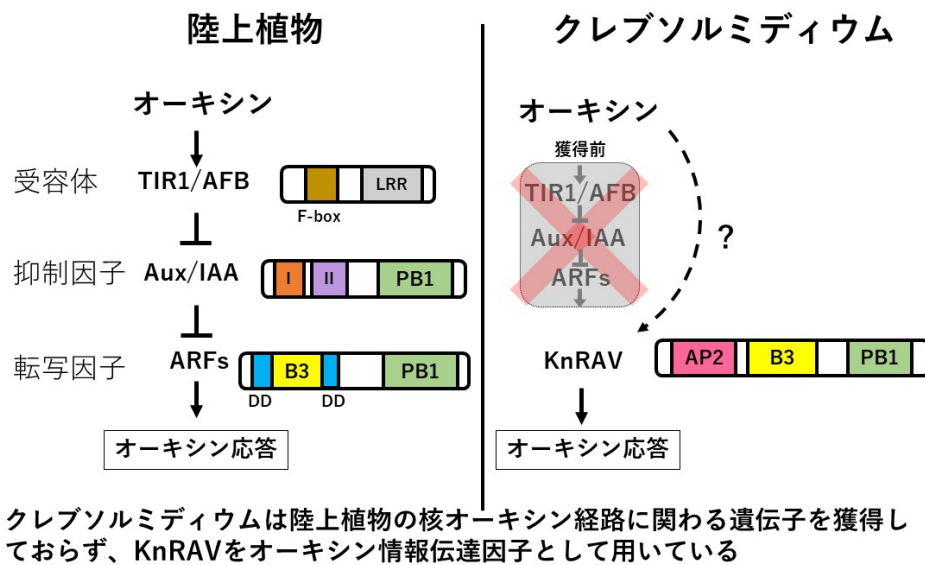 陸上植物
クレブソルミディウム
オーキシン
受容体
TIR1/AFB
LRR
F-box
抑制因子
Aux/IAA
I
II
PB1
転写因子
ARFs
B3
PB1
DD
DD
オーキシン応答
オーキシン
獲得前
TIR1/AFB
Aux/IAA
ARFs
?
KnRAV
AP2
B3
PB1
オーキシン応答
クレブソルミディウムは陸上植物の核オーキシン経路に関わる遺伝子を獲得し
ておらず、KnRAVをオーキシン情報伝達因子として用いている